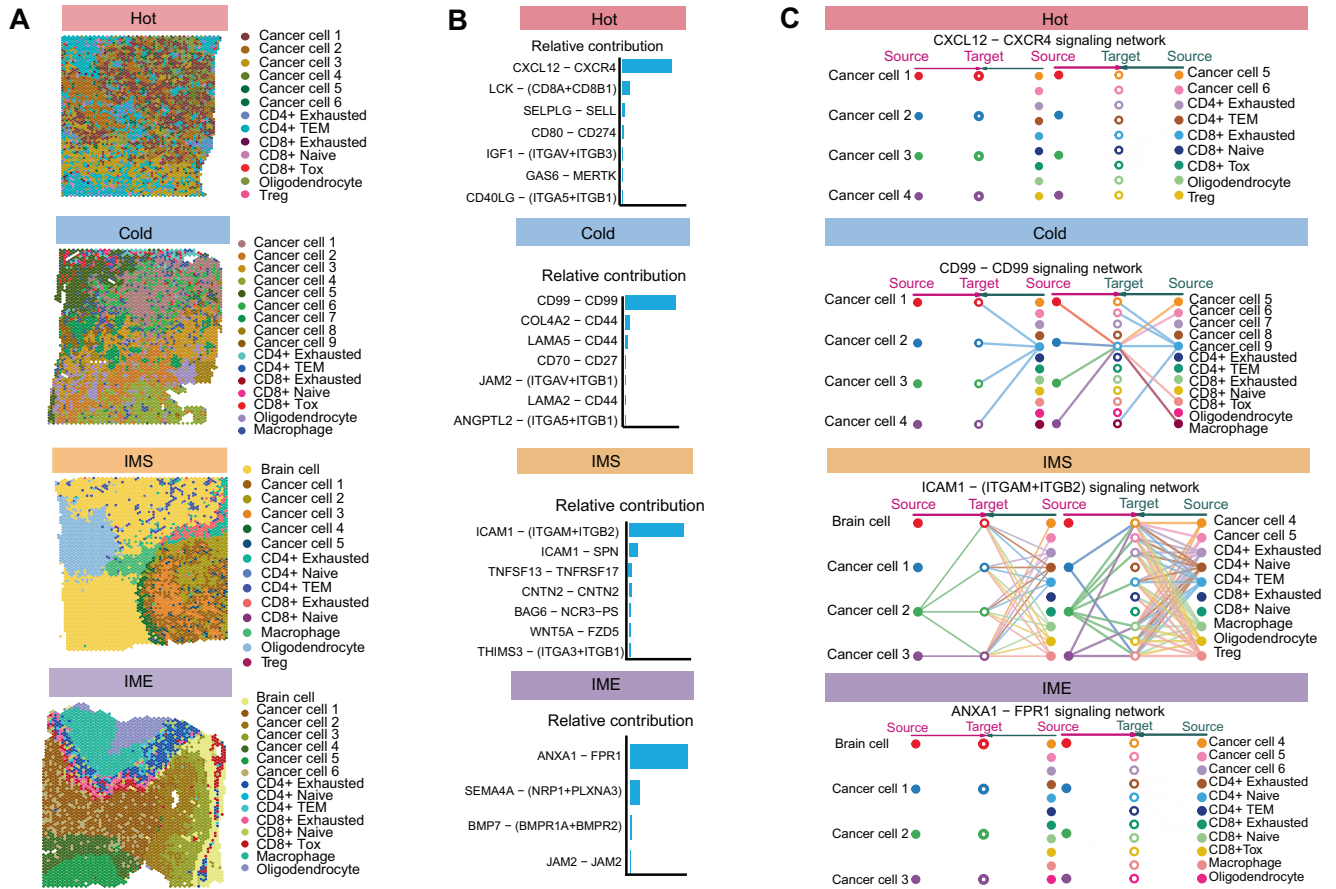 A
Hot
Cancer cell 1
Cancer cell 2
Cancer cell 3
Cancer cell 4
Cancer cell 5
Cancer cell 6
CD4+ Exhausted
CD4+ TEM
CD8+ Exhausted
CD8+ Naive
CD8+ Tox
Oligodendrocyte
Treg
Cold
Cancer cell 1
Cancer cell 2
Cancer cell 3
Cancer cell 4
Cancer cell 5
Cancer cell 6
Cancer cell 7
Cancer cell 8
Cancer cell 9
CD4+ Exhausted
CD4+ TEM
CD8+ Exhausted
CD8+ Naive
CD8+ Tox
Oligodendrocyte
Macrophage
IMS
Brain cell
Cancer cell 1
Cancer cell 2
Cancer cell 3
Cancer cell 4
Cancer cell 5
CD4+ Exhausted
CD4+ Naive
CD4+ TEM
CD8+ Exhausted
CD8+ Naive
Macrophage
Oligodendrocyte
Treg
IME
Brain cell
Cancer cell 1
Cancer cell 2
Cancer cell 3
Cancer cell 4
Cancer cell 5
Cancer cell 6
CD4+ Exhausted
CD4+ Naive
CD4+ TEM
CD8+ Exhausted
CD8+ Naive
CD8+ Tox
Macrophage
Oligodendrocyte
B
Hot
Relative contribution
CXCL12 − CXCR4
LCK − (CD8A+CD8B1)
SELPLG − SELL
CD80 − CD274
IGF1 − (ITGAV+ITGB3)
GAS6 − MERTK
CD40LG − (ITGA5+ITGB1)
Cold
Relative contribution
CD99 − CD99
COL4A2 − CD44
LAMA5 − CD44
CD70 − CD27
JAM2 − (ITGAV+ITGB1)
LAMA2 − CD44
ANGPTL2 − (ITGA5+ITGB1)
IMS
Relative contribution
ICAM1 − (ITGAM+ITGB2)
ICAM1 − SPN
TNFSF13 − TNFRSF17
CNTN2 − CNTN2
BAG6 − NCR3−PS
WNT5A − FZD5
THIMS3 − (ITGA3+ITGB1)
IME
Relative contribution
ANXA1 − FPR1
SEMA4A − (NRP1+PLXNA3)
BMP7 − (BMPR1A+BMPR2)
JAM2 − JAM2
C
Hot
CXCL12 − CXCR4 signaling network
Source Target Source Target Source
Cancer cell 1
Cancer cell 2
Cancer cell 3
Cancer cell 4
Cancer cell 5
Cancer cell 6
CD4+ Exhausted
CD4+ TEM
CD8+ Exhausted
CD8+ Naive
CD8+ Tox
Oligodendrocyte
Treg
Cold
CD99 − CD99 signaling network
Source Target Source Target Source
Cancer cell 1
Cancer cell 2
Cancer cell 3
Cancer cell 4
Cancer cell 5
Cancer cell 6
Cancer cell 7
Cancer cell 8
Cancer cell 9
CD4+ Exhausted
CD4+ TEM
CD8+ Exhausted
CD8+ Naive
CD8+ Tox
Oligodendrocyte
Macrophage
IMS
ICAM1 − (ITGAM+ITGB2) signaling network
Source Target Source Target Source
Brain cell
Cancer cell 1
Cancer cell 2
Cancer cell 3
Cancer cell 4
Cancer cell 5
CD4+ Exhausted
CD4+ Naive
CD4+ TEM
CD8+ Exhausted
CD8+ Naive
Macrophage
Oligodendrocyte
Treg
IME
ANXA1 − FPR1 signaling network
Source Target Source Target Source
Brain cell
Cancer cell 1
Cancer cell 2
Cancer cell 3
Cancer cell 4
Cancer cell 5
Cancer cell 6
CD4+ Exhausted
CD4+ Naive
CD4+ TEM
CD8+ Exhausted
CD8+ Naive
CD8+Tox
Macrophage
Oligodendrocyte